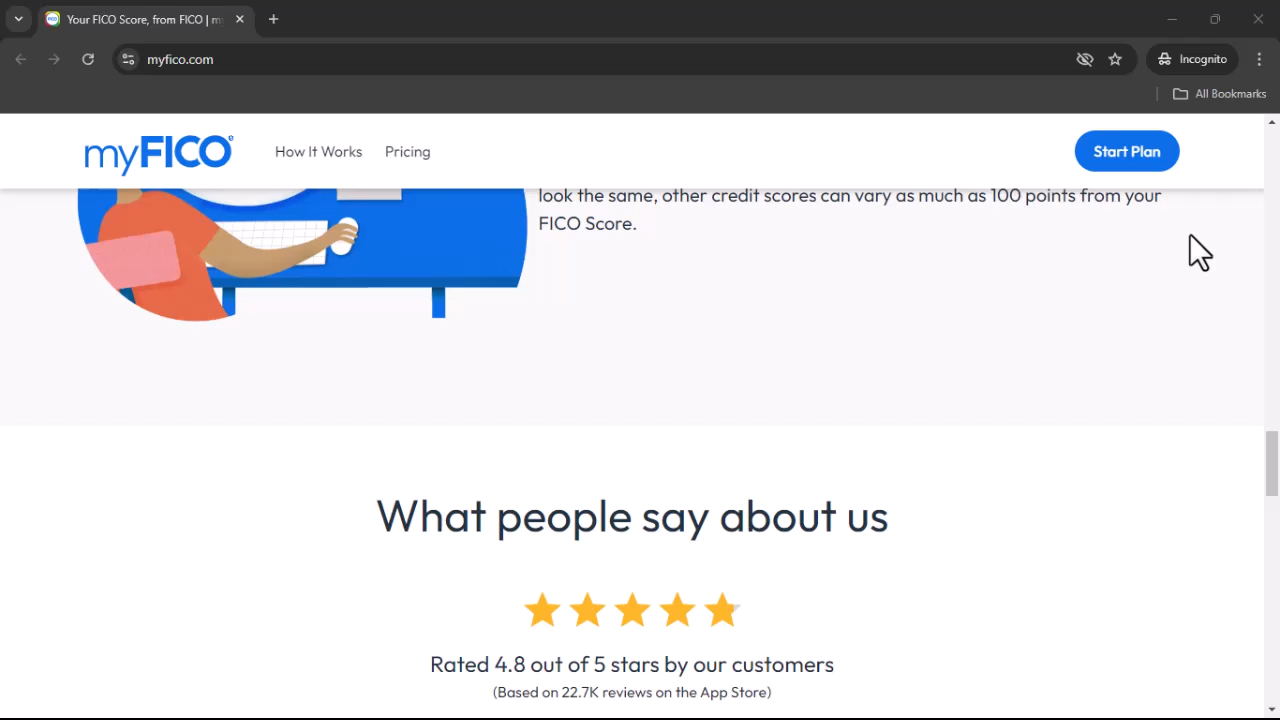 Your FICO Score, from FICO | m
myfico.com
Incognito
All Bookmarks
myFICO
How It Works
Pricing
Start Plan
look the same, other credit scores can vary as much as 100 points from your
FICO Score.
What people say about us
Rated 4.8 out of 5 stars by our customers
(Based on 22.7K reviews on the App Store)